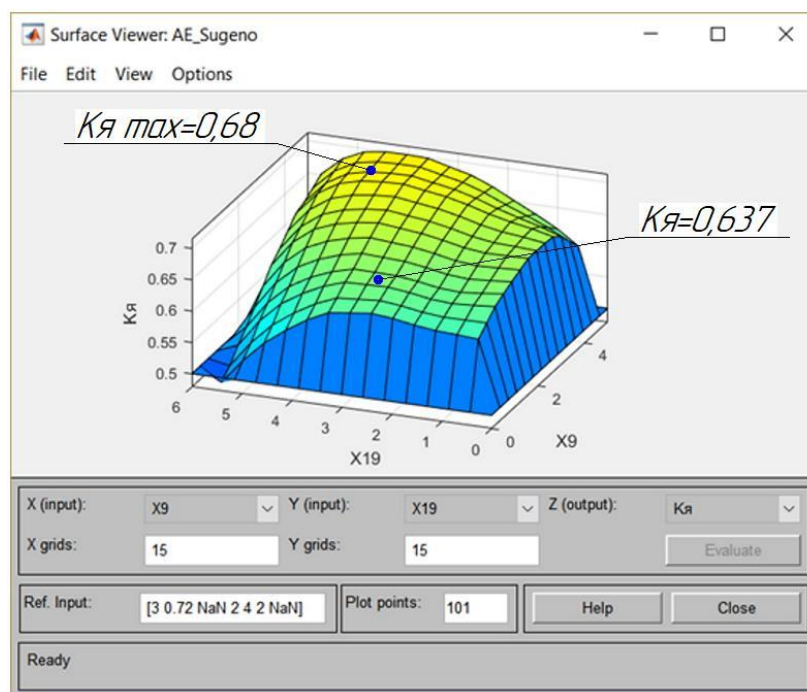 Surface Viewer: AE_Sugeno
File Edit View Options
Кя max=0,68
Кя=0,637
0.7
0.65
0.6
0.55
0.5
Кя
6 5 4 3 2 1 0
X19
0 2 4
X9
X (input): X9 Y (input): X19 Z (output): Кя
X grids: 15 Y grids: 15 Evaluate
Ref. Input: [3 0.72 NaN 2 4 2 NaN] Plot points: 101 Help Close
Ready